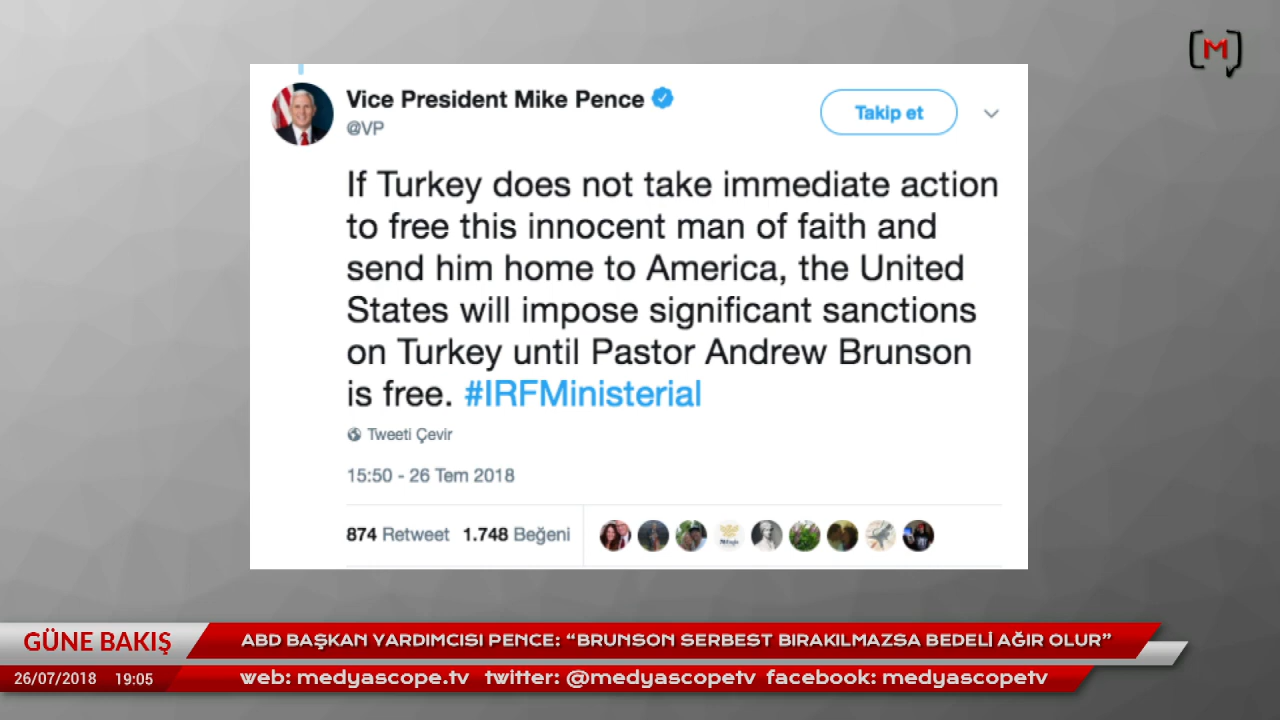 [M]
Vice President Mike Pence
@VP
Takip et
If Turkey does not take immediate action
to free this innocent man of faith and
send him home to America, the United
States will impose significant sanctions
on Turkey until Pastor Andrew Brunson
is free. #IRFMinisterial
Tweeti Çevir
15:50 - 26 Tem 2018
874 Retweet 1.748 Beğeni
GÜNE BAKIŞ
ABD BAŞKAN YARDIMCISI PENCE: “BRUNSON SERBEST BIRAKILMAZSA BEDELİ AĞIR OLUR”
26/07/2018 19:05
web: medyascope.tv twitter: @medyascopetv facebook: medyascopetv